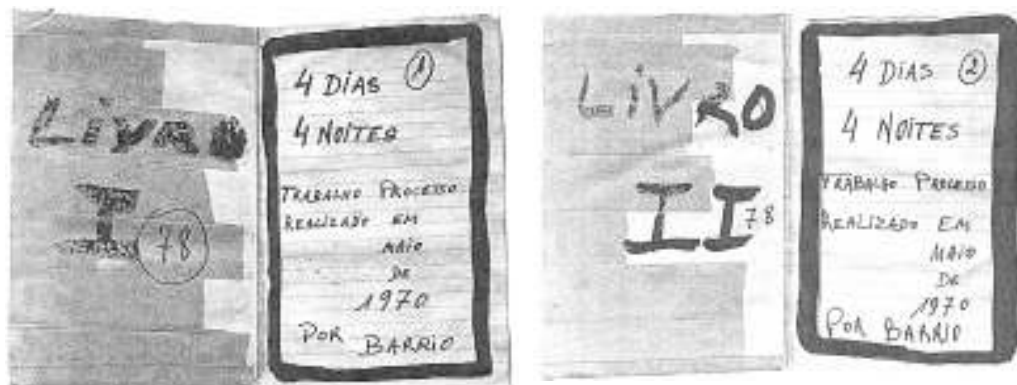 LivRO
I
78
4 DiAS 1
4 NOiTES
TRABALHO PROCESSO
REALIZADO EM
MAIO
DE
1970
POR BARRIO
LiVRO
II
78
4 DiAS 2
4 NOiTES
TRABALHO PROCESSO
REALIZADO EM
MAIO
DE
1970
POR BARRIO